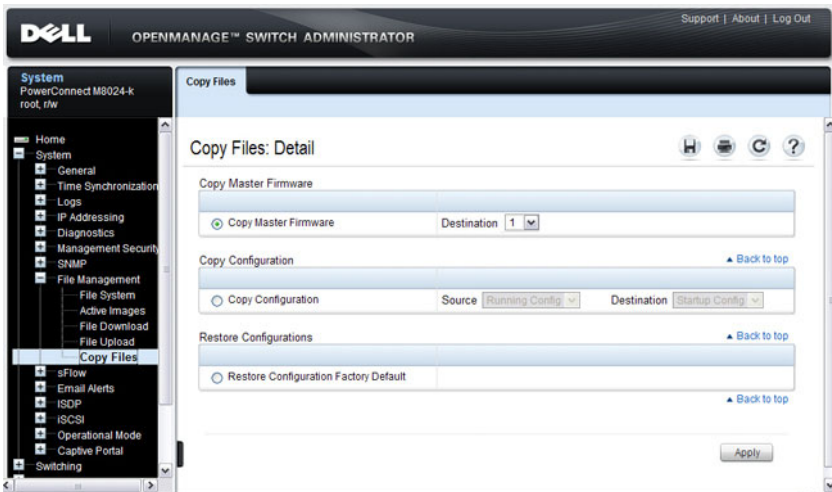 Support | About | Log Out
DELL OPENMANAGE™ SWITCH ADMINISTRATOR
System
PowerConnect M8024-k
root, r/w
Home
System
General
Time Synchronization
Logs
IP Addressing
Diagnostics
Management Security
SNMP
File Management
File System
Active Images
File Download
File Upload
Copy Files
sFlow
Email Alerts
ISDP
iSCSI
Operational Mode
Captive Portal
Switching
Copy Files
Copy Files: Detail
Copy Master Firmware
Copy Master Firmware Destination 1
Copy Configuration Back to top
Copy Configuration Source Running Config Destination Startup Config
Restore Configurations Back to top
Restore Configuration Factory Default
Back to top
Apply